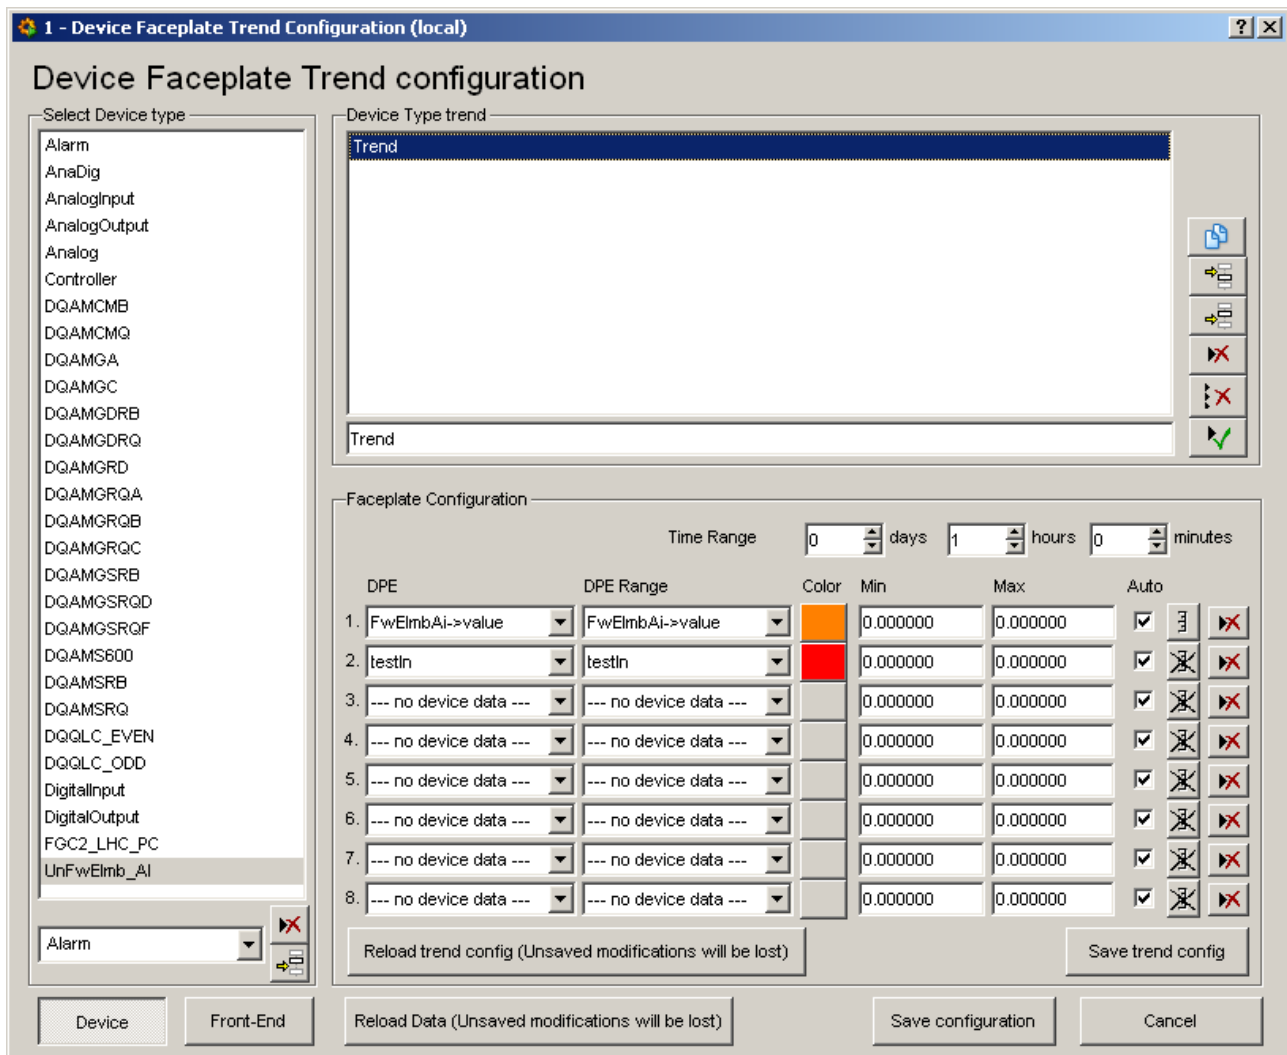 1 - Device Faceplate Trend Configuration (local)
Device Faceplate Trend configuration
Select Device type
Alarm
AnaDig
AnalogInput
AnalogOutput
Analog
Controller
DQAMCMB
DQAMCMQ
DQAMGA
DQAMGC
DQAMGDRB
DQAMGDRQ
DQAMGRD
DQAMGRQA
DQAMGRQB
DQAMGRQC
DQAMGSRB
DQAMGSRQD
DQAMGSRQF
DQAMS600
DQAMSRB
DQAMSRQ
DQQLC_EVEN
DQQLC_ODD
DigitalInput
DigitalOutput
FGC2_LHC_PC
UnFwElmb_AI
Alarm
Device Type trend
Trend
Trend
Faceplate Configuration
Time Range 0 days 1 hours 0 minutes
DPE DPE Range Color Min Max Auto
1. FwElmbAi->value FwElmbAi->value 0.000000 0.000000
2. testIn testIn 0.000000 0.000000
3. --- no device data --- --- no device data --- 0.000000 0.000000
4. --- no device data --- --- no device data --- 0.000000 0.000000
5. --- no device data --- --- no device data --- 0.000000 0.000000
6. --- no device data --- --- no device data --- 0.000000 0.000000
7. --- no device data --- --- no device data --- 0.000000 0.000000
8. --- no device data --- --- no device data --- 0.000000 0.000000
Reload trend config (Unsaved modifications will be lost) Save trend config
Device Front-End Reload Data (Unsaved modifications will be lost) Save configuration Cancel